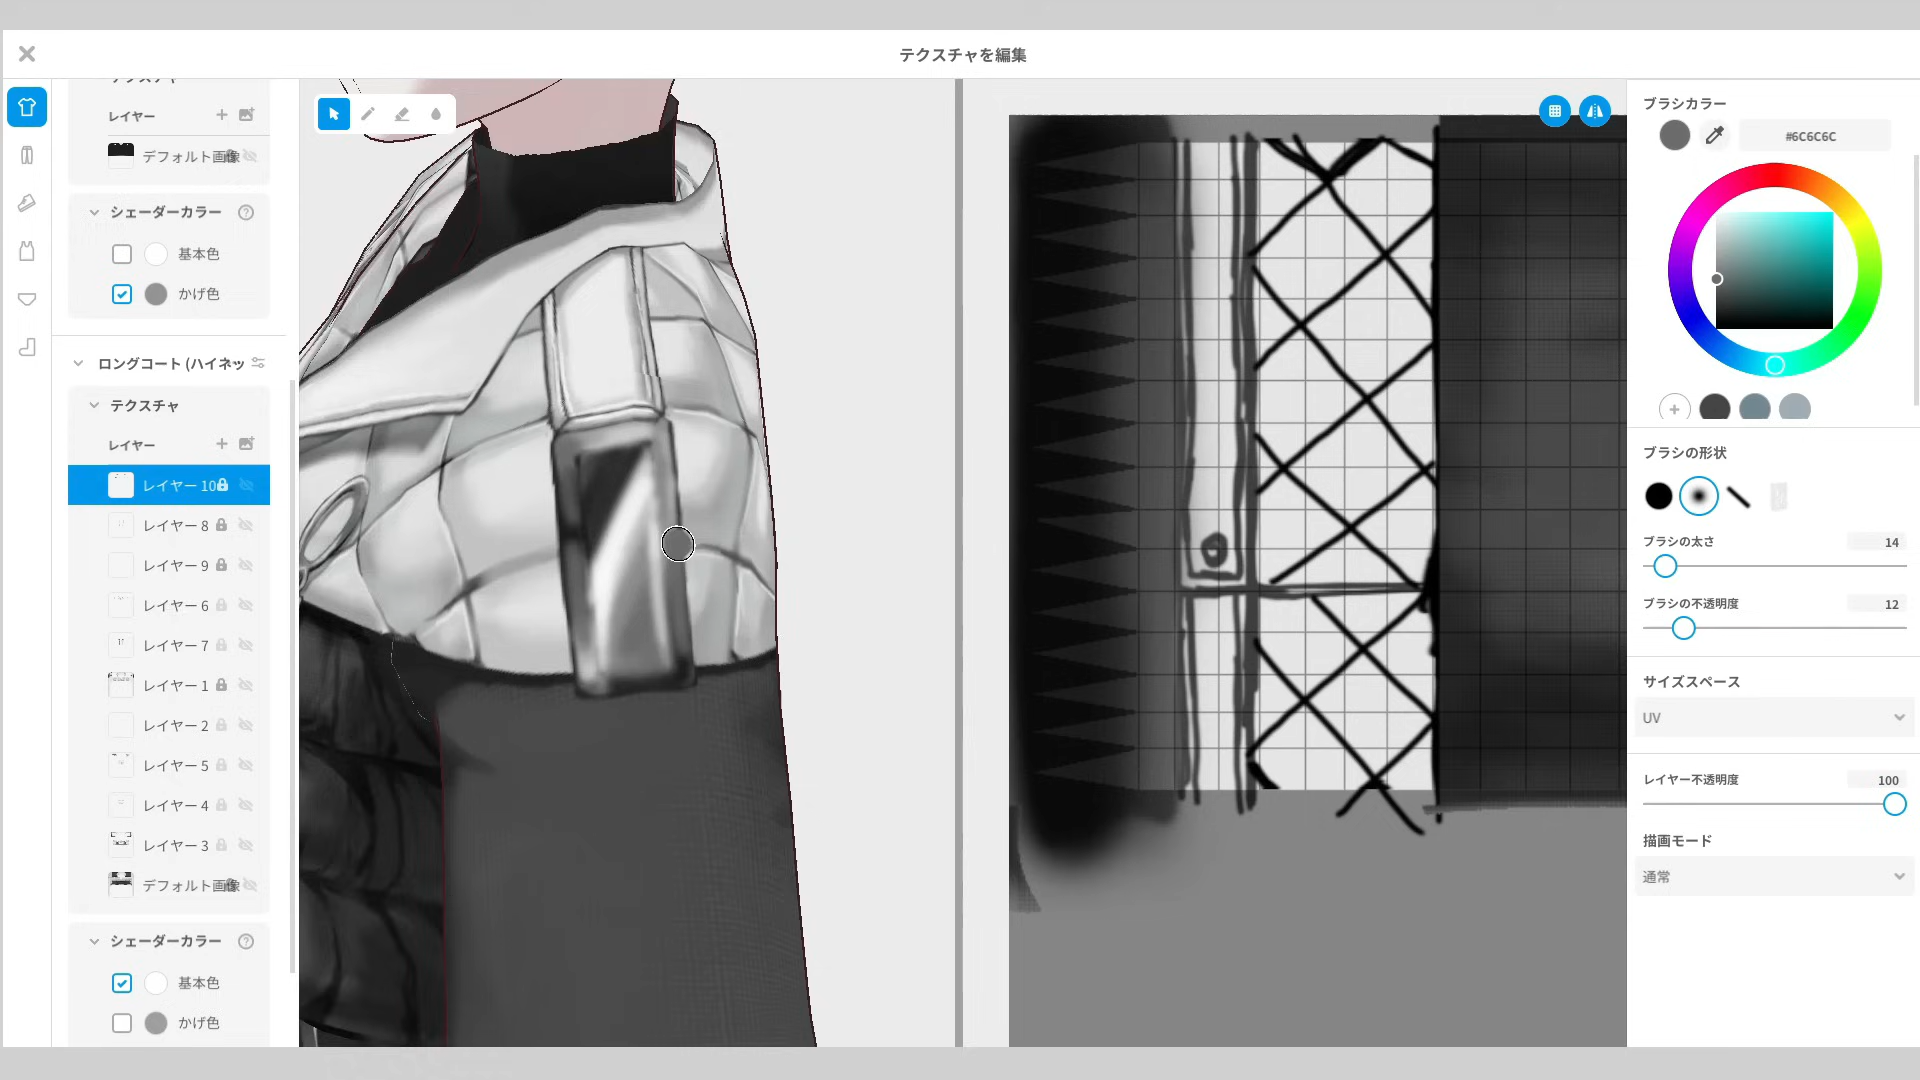 テクスチャを編集
テクスチャ
レイヤー
デフォルト画像
シェーダーカラー
基本色
かげ色
ロングコート (ハイネッ
テクスチャ
レイヤー
レイヤー 10
レイヤー 8
レイヤー 9
レイヤー 6
レイヤー 7
レイヤー 1
レイヤー 2
レイヤー 5
レイヤー 4
レイヤー 3
デフォルト画像
シェーダーカラー
基本色
かげ色
ブラシカラー
#6C6C6C
ブラシの形状
ブラシの太さ 14
ブラシの不透明度 12
サイズスペース
UV
レイヤー不透明度 100
描画モード
通常